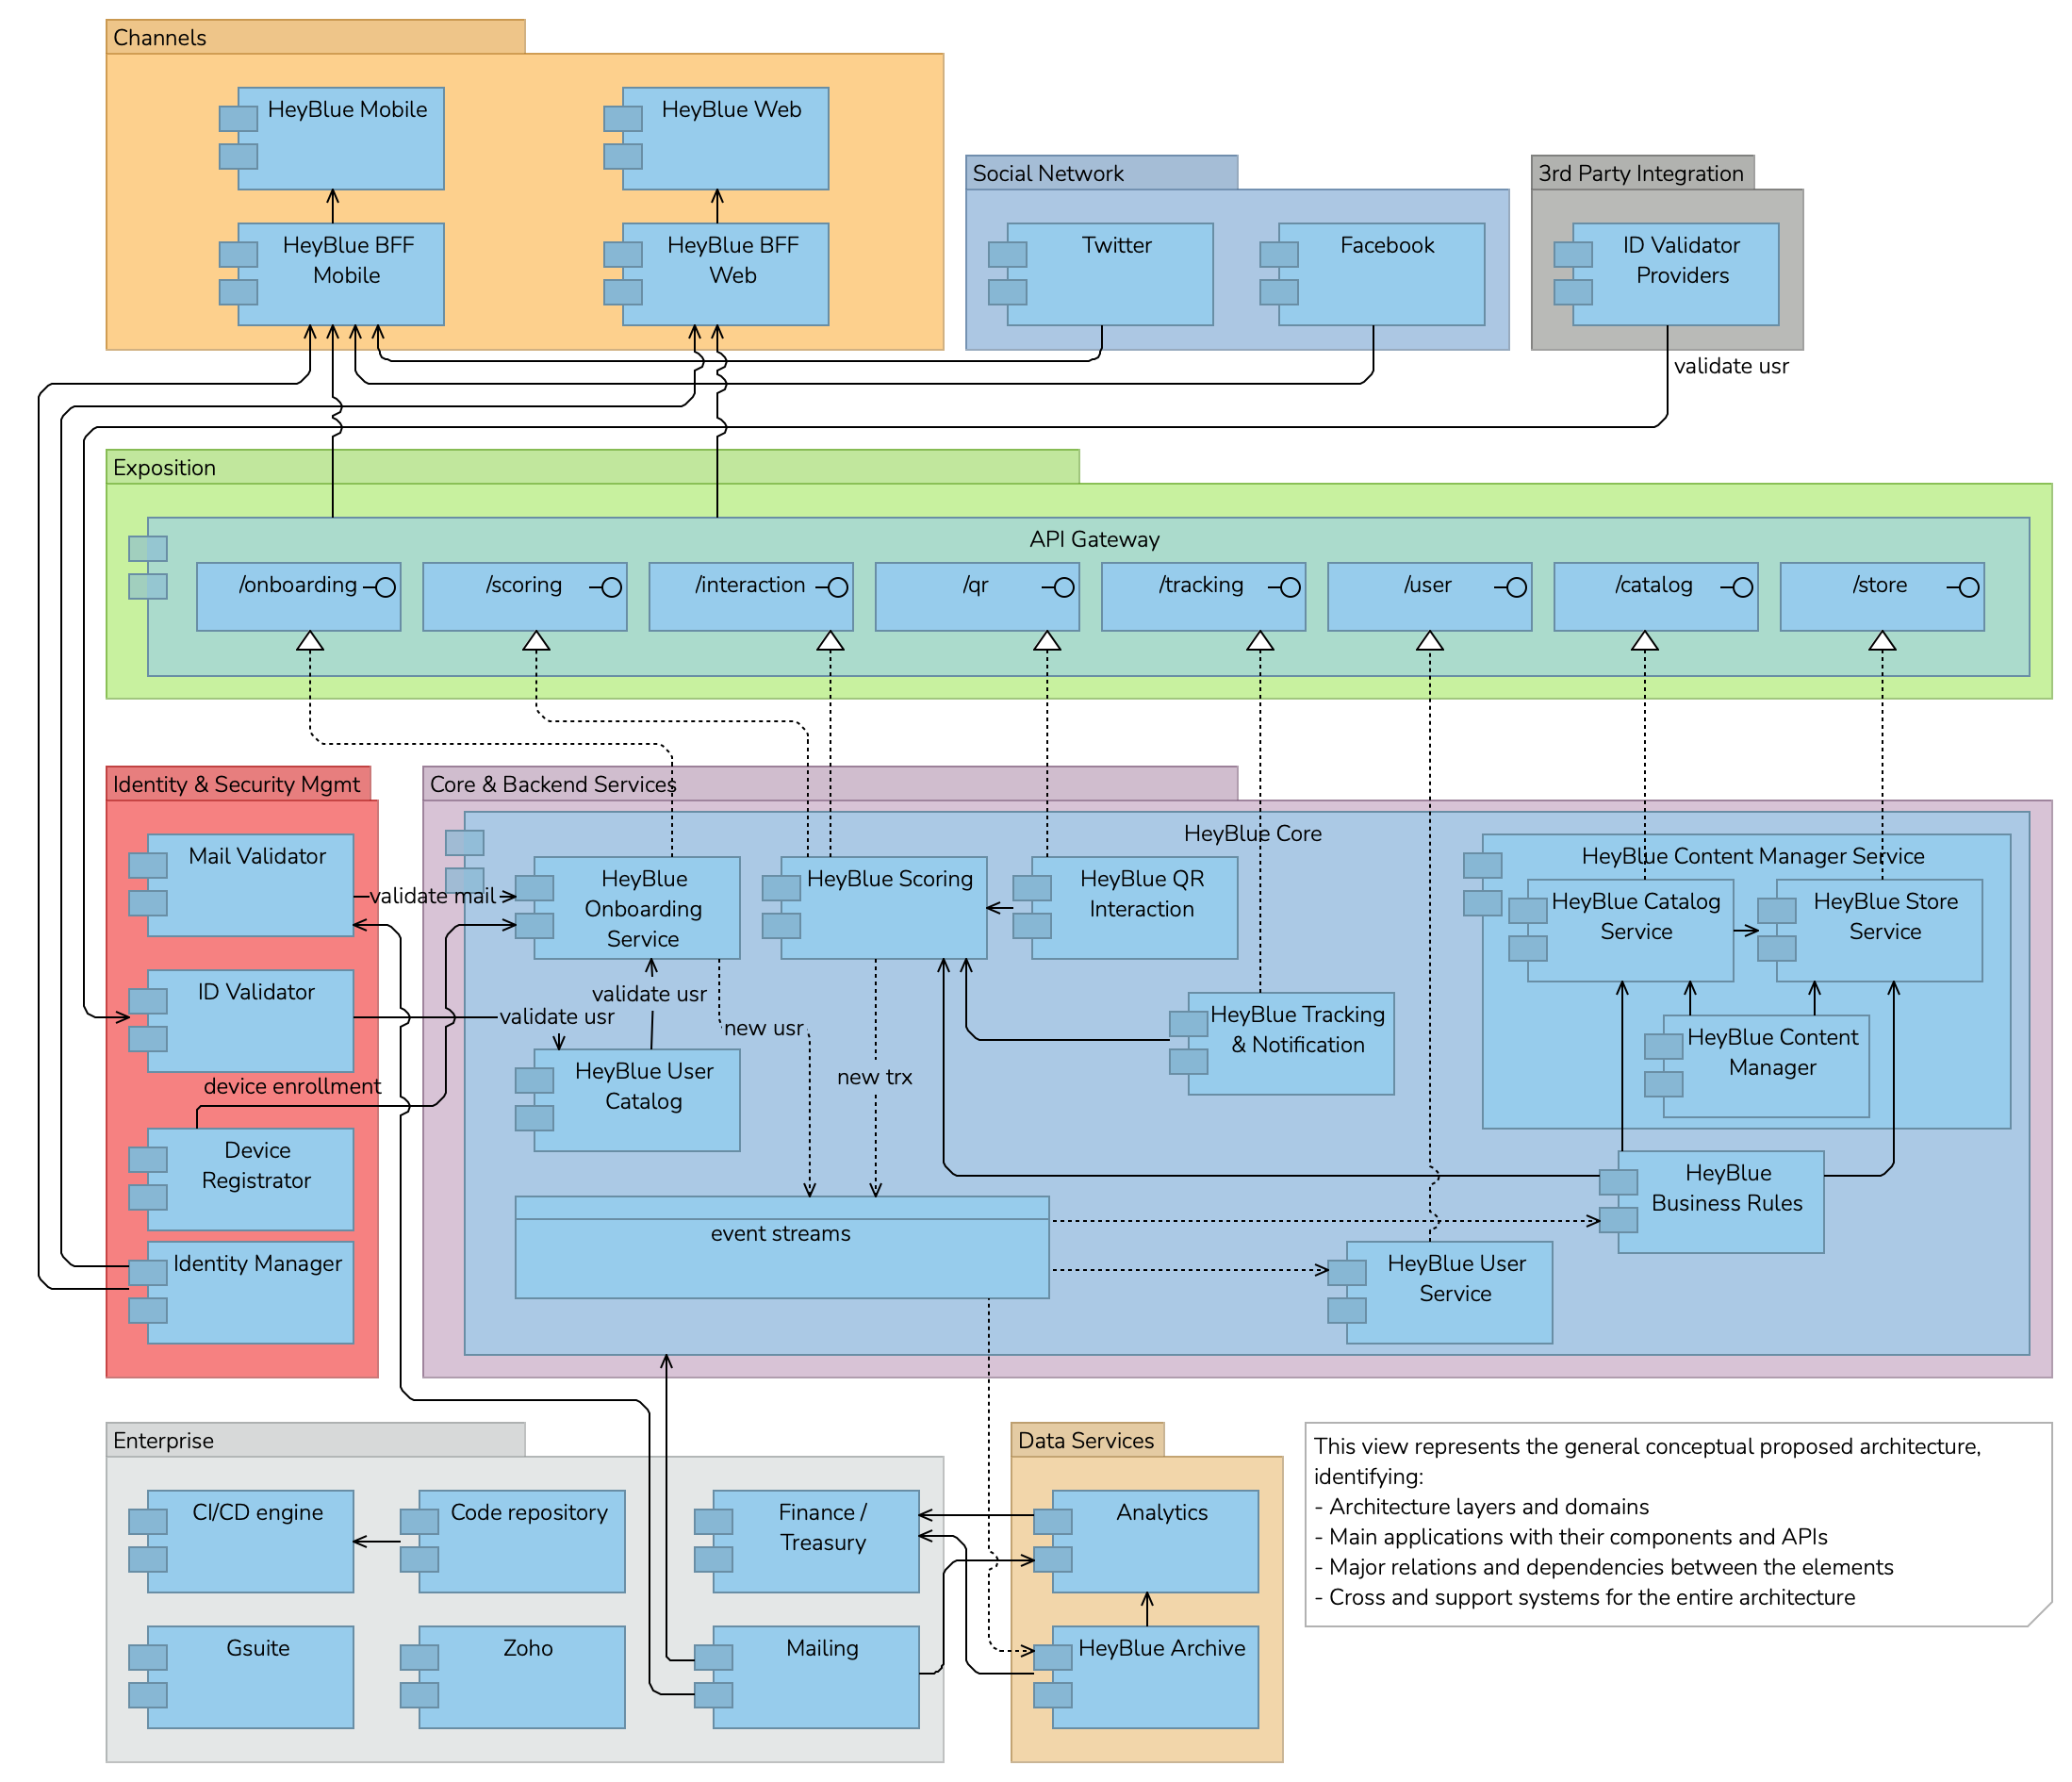 Channels
HeyBlue Mobile
HeyBlue Web
HeyBlue BFF
Mobile
HeyBlue BFF
Web
Social Network
Twitter
Facebook
3rd Party Integration
ID Validator
Providers
validate usr
Exposition
API Gateway
/onboarding
/scoring
/interaction
/qr
/tracking
/user
/catalog
/store
Identity & Security Mgmt
Mail Validator
ID Validator
device enrollment
Device
Registrator
Identity Manager
Core & Backend Services
HeyBlue Core
validate mail
HeyBlue
Onboarding
Service
HeyBlue Scoring
HeyBlue QR
Interaction
HeyBlue Content Manager Service
HeyBlue Catalog
Service
HeyBlue Store
Service
validate usr
validate usr
new usr
HeyBlue Tracking
& Notification
HeyBlue Content
Manager
HeyBlue User
Catalog
new trx
HeyBlue
Business Rules
event streams
HeyBlue User
Service
Enterprise
CI/CD engine
Code repository
Finance /
Treasury
Gsuite
Zoho
Mailing
Data Services
Analytics
HeyBlue Archive
This view represents the general conceptual proposed architecture,
identifying:
- Architecture layers and domains
- Main applications with their components and APIs
- Major relations and dependencies between the elements
- Cross and support systems for the entire architecture